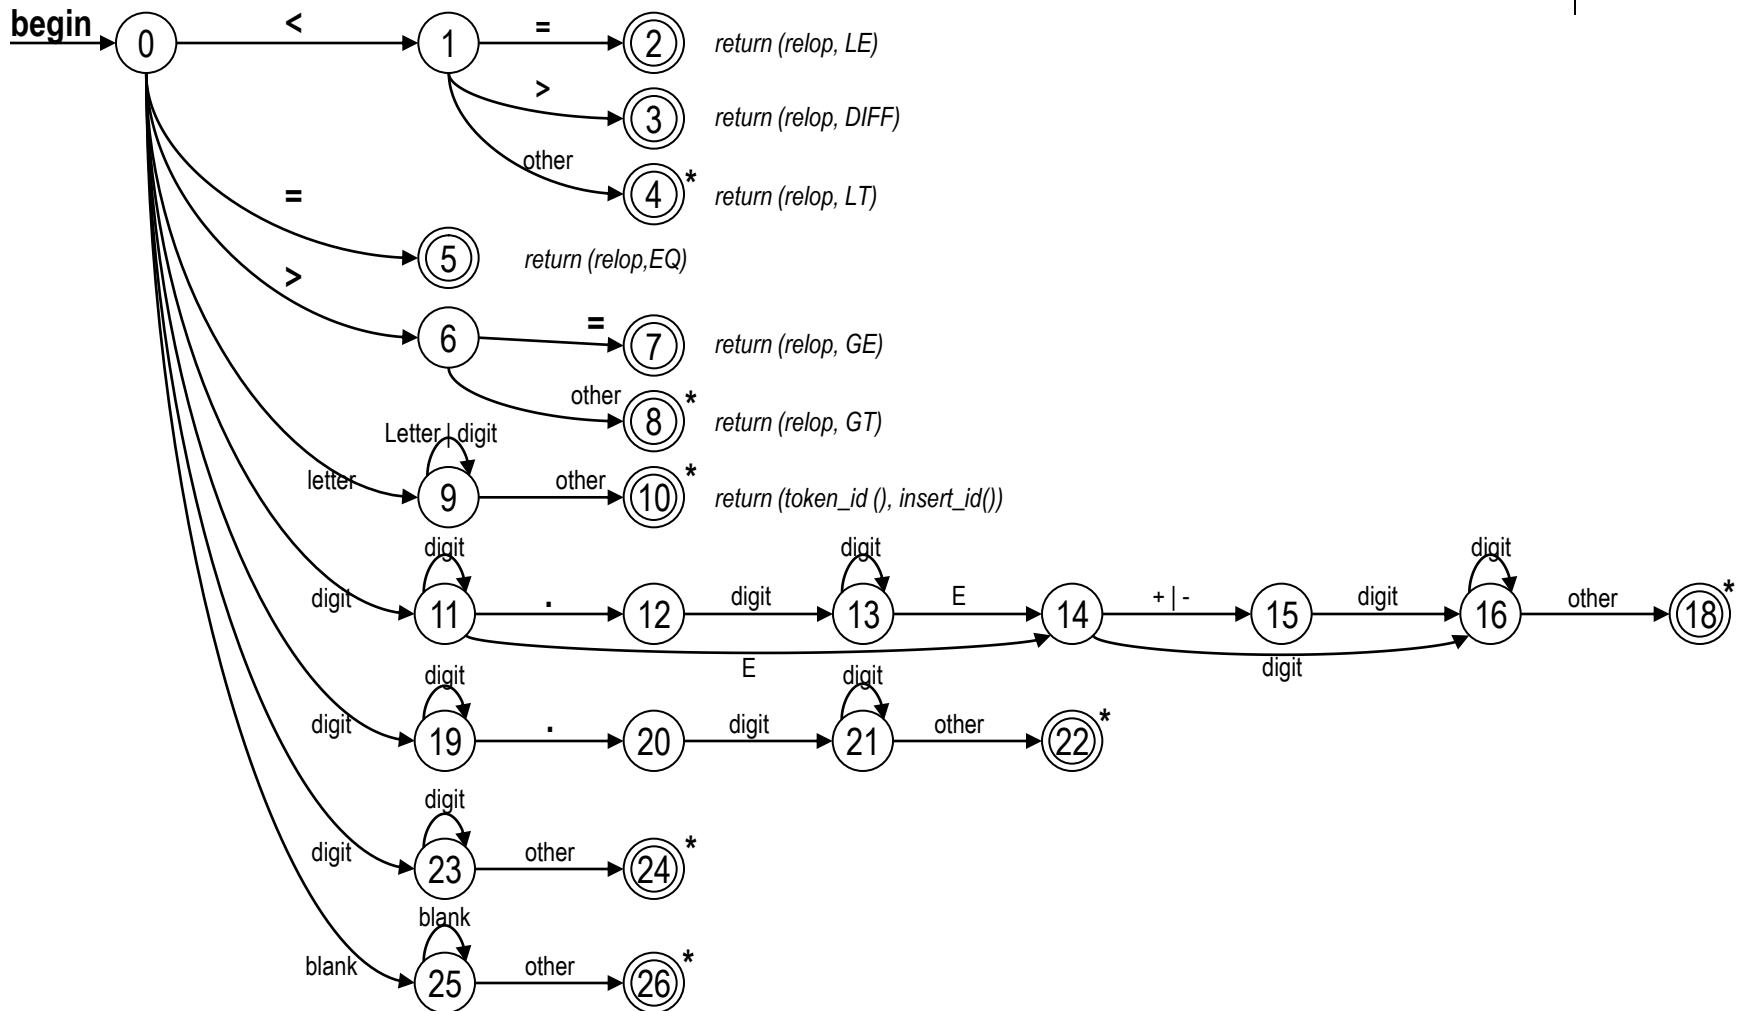 begin 0 < 1 = 2 return (relop, LE)
> 3 return (relop, DIFF)
other 4 * return (relop, LT)
= 5 return (relop,EQ)
> 6 = 7 return (relop, GE)
other 8 * return (relop, GT)
Letter | digit
letter 9 other 10 * return (token_id (), insert_id())
digit digit digit
digit 11 . 12 digit 13 E 14 + | - 15 digit 16 other 18 *
E digit
digit digit
digit 19 . 20 digit 21 other 22 *
digit
digit 23 other 24 *
blank
blank 25 other 26 *